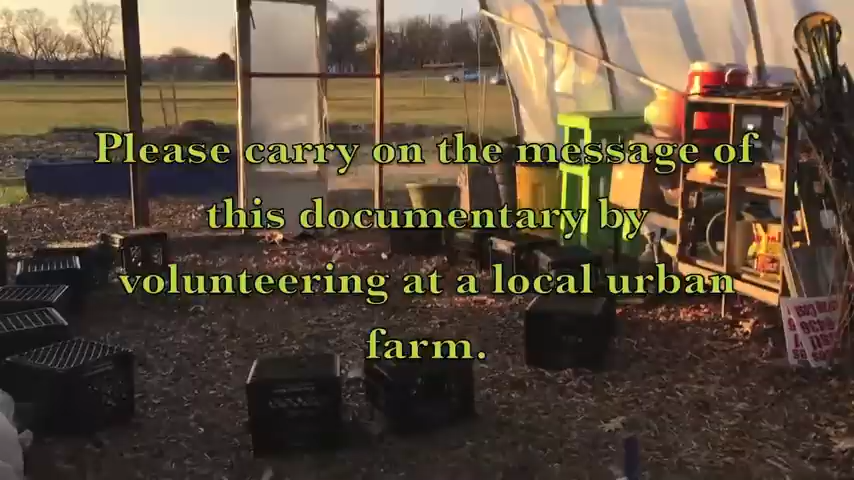 Please carry on the message of
this documentary by
volunteering at a local urban
farm.